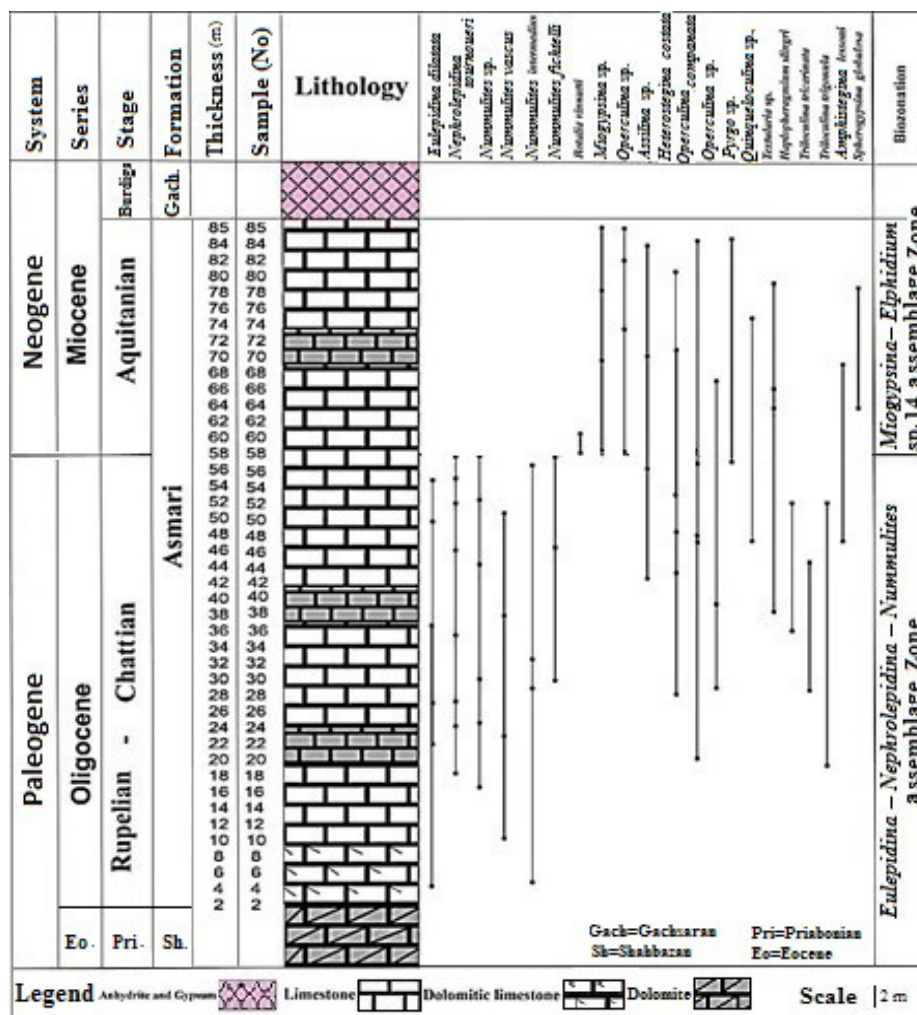 System
Series
Stage
Formation
Thickness (m)
Sample (No)
Lithology
Eulepidina dilatata
Nephrolepidina tournoueri
Nummulites sp.
Nummulites vascus
Nummulites intermedius
Nummulites fichtelli
Rotalia viennotti
Miogypsina sp.
Operculina sp.
Assilina sp.
Heterostegina costata
Operculina companata
Operculina sp.
Pyrgo sp.
Quinqueloculina sp.,
Textularia sp.
Triloculina tricarinata
Triloculina trigonula
Amphistegina lessoni
Biozonation
Neogene
Paleogene
Miocene
Oligocene
Eo.
Burdiga
Aquitanian
Rupelian - Chattian
Pri.
Gach.
Asmari
Sh.
85 85
84 84
82 82
80 80
78 78
76 76
74 74
72 72
70 70
68 68
66 66
64 64
62 62
60 60
58 58
56 56
54 54
52 52
50 50
48 48
46 46
44 44
42 42
40 40
38 38
36 36
34 34
32 32
30 30
28 28
26 26
24 24
22 22
20 20
18 18
16 16
14 14
12 12
10 10
8 8
6 6
4 4
2 2
Miogypsina– Elphidium
sp. 14 assemblage Zone
Eulepidina – Nephrolepidina – Nummulites
assemblage Zone
Gach=Gachsaran Pri=Priabonian
Sh=Shahbazan Eo=Eocene
Legend Anhydrite and Gypsum Limestone Dolomitic limestone Dolomite Scale 2 m